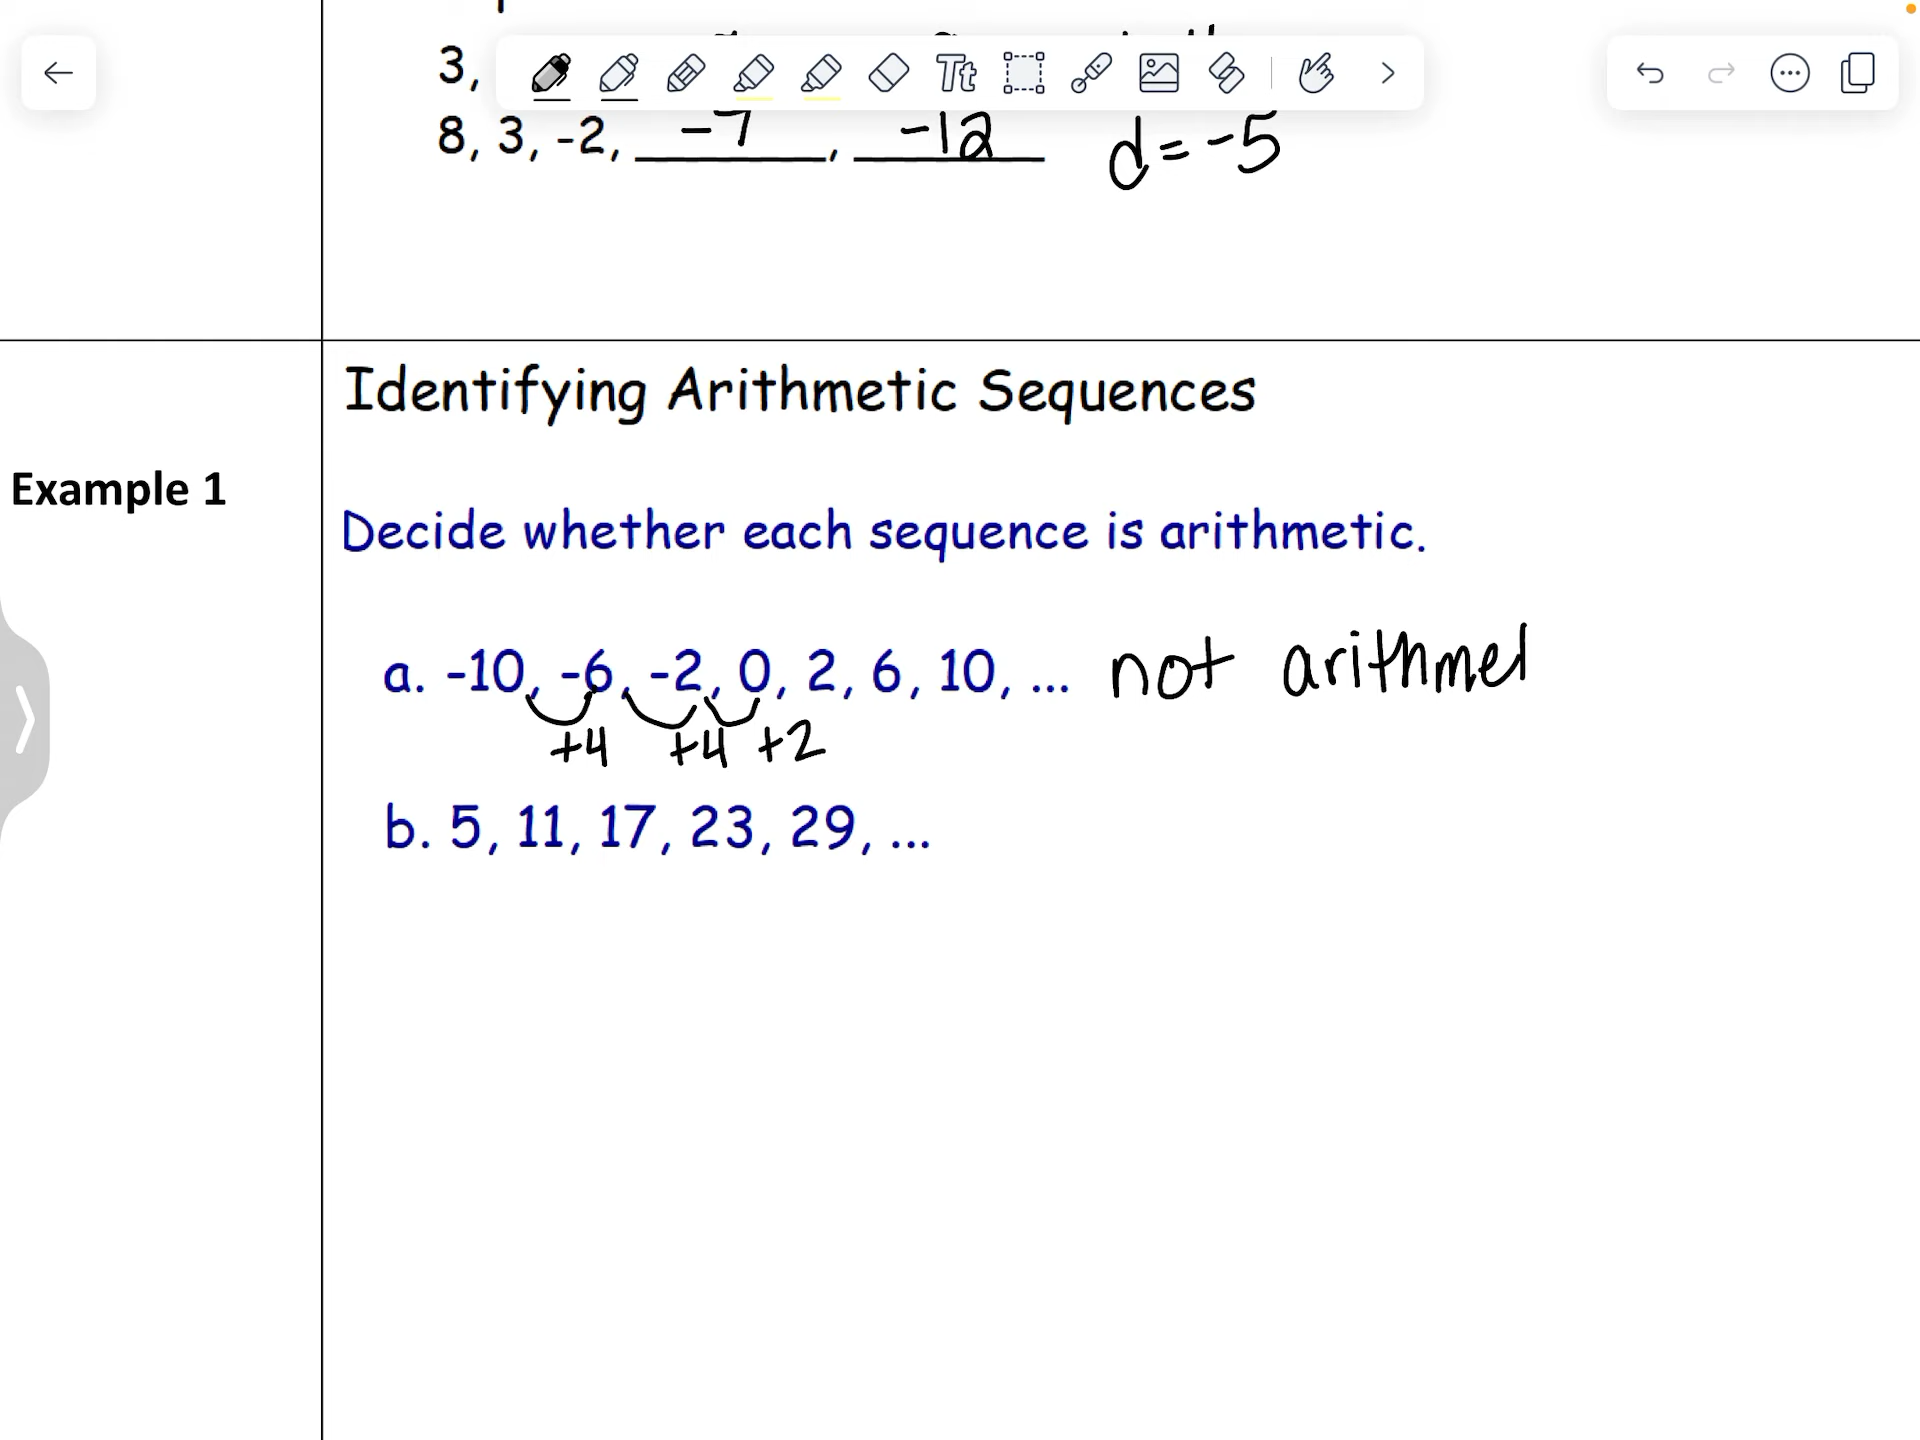 3,
Tt
8, 3, -2, -7, -12 d = -5
Identifying Arithmetic Sequences
Example 1
Decide whether each sequence is arithmetic.
a. -10, -6, -2, 0, 2, 6, 10, ... not arithmet
+4 +4 +2
b. 5, 11, 17, 23, 29, ...